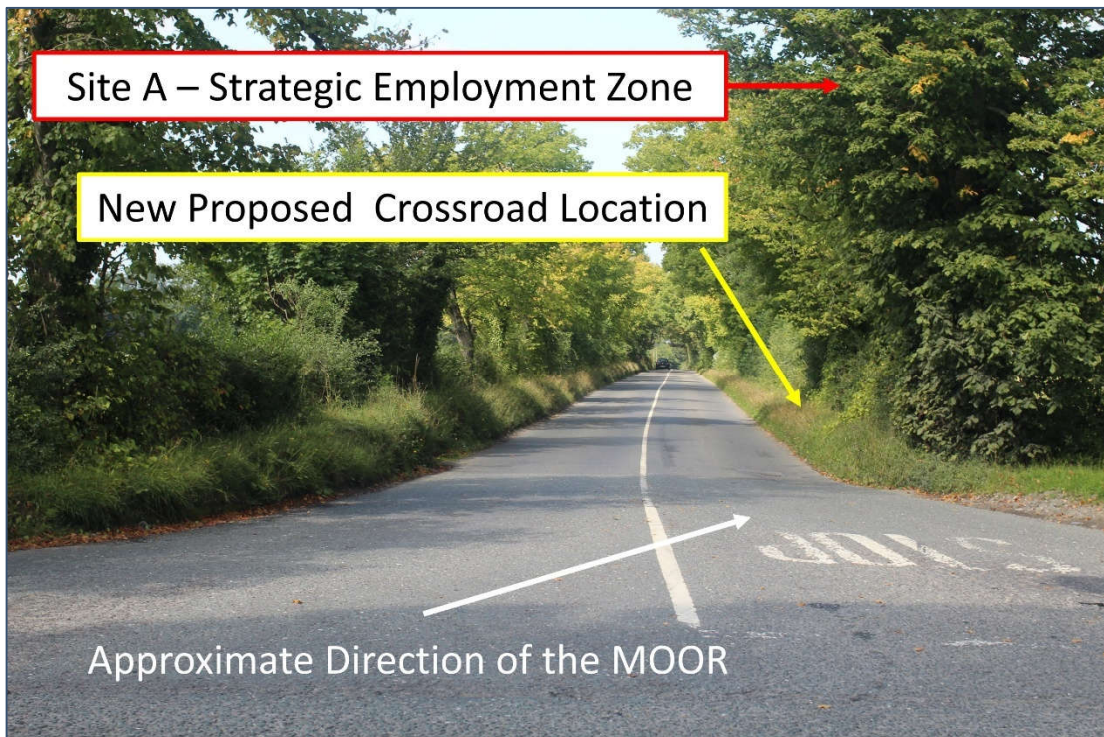 Site A – Strategic Employment Zone
New Proposed Crossroad Location
Approximate Direction of the MOOR